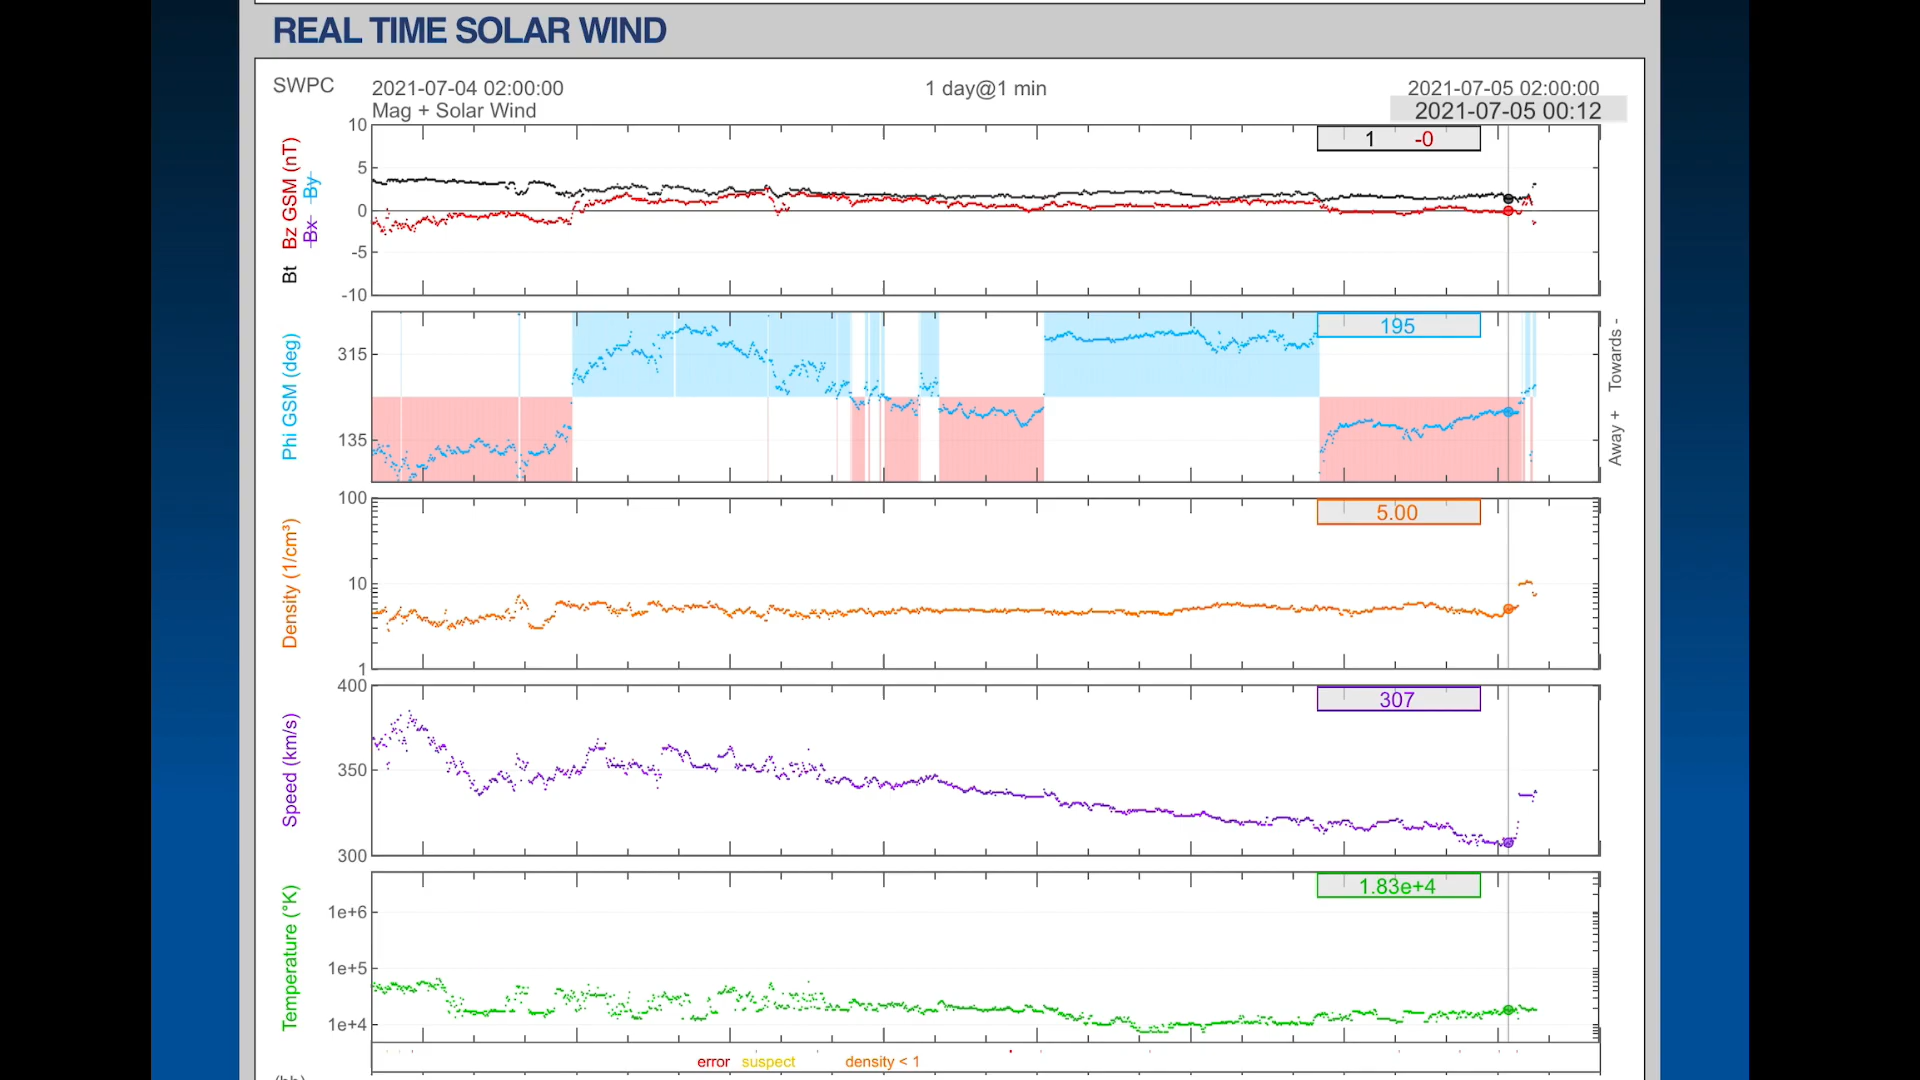 REAL TIME SOLAR WIND
SWPC
2021-07-04 02:00:00
1 day@1 min
2021-07-05 02:00:00
Mag + Solar Wind
2021-07-05 00:12
Bt Bz GSM (nT)
Bx By
10
5
0
-5
-10
1 -0
Phi GSM (deg)
315
135
195
Away + Towards -
Density (1/cm³)
100
10
1
5.00
Speed (km/s)
400
350
300
307
Temperature (°K)
1e+6
1e+5
1e+4
1.83e+4
error suspect density < 1